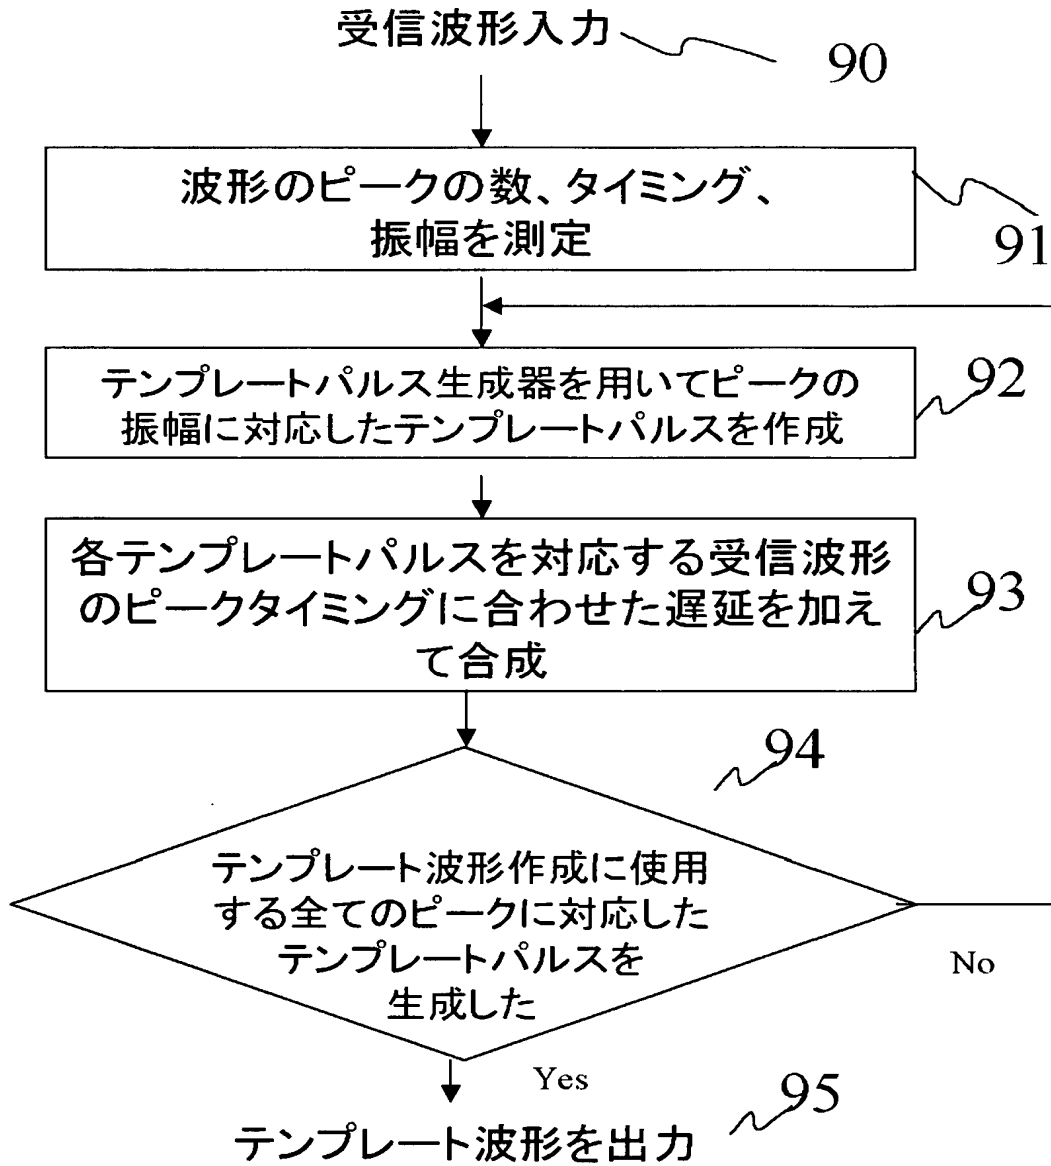 受信波形入力
90
波形のピークの数、タイミング、
振幅を測定
91
テンプレートパルス生成器を用いてピークの
振幅に対応したテンプレートパルスを作成
92
各テンプレートパルスを対応する受信波形
のピークタイミングに合わせた遅延を加え
て合成
93
94
テンプレート波形作成に使用
する全てのピークに対応した
テンプレートパルスを
生成した
No
Yes
テンプレート波形を出力
95